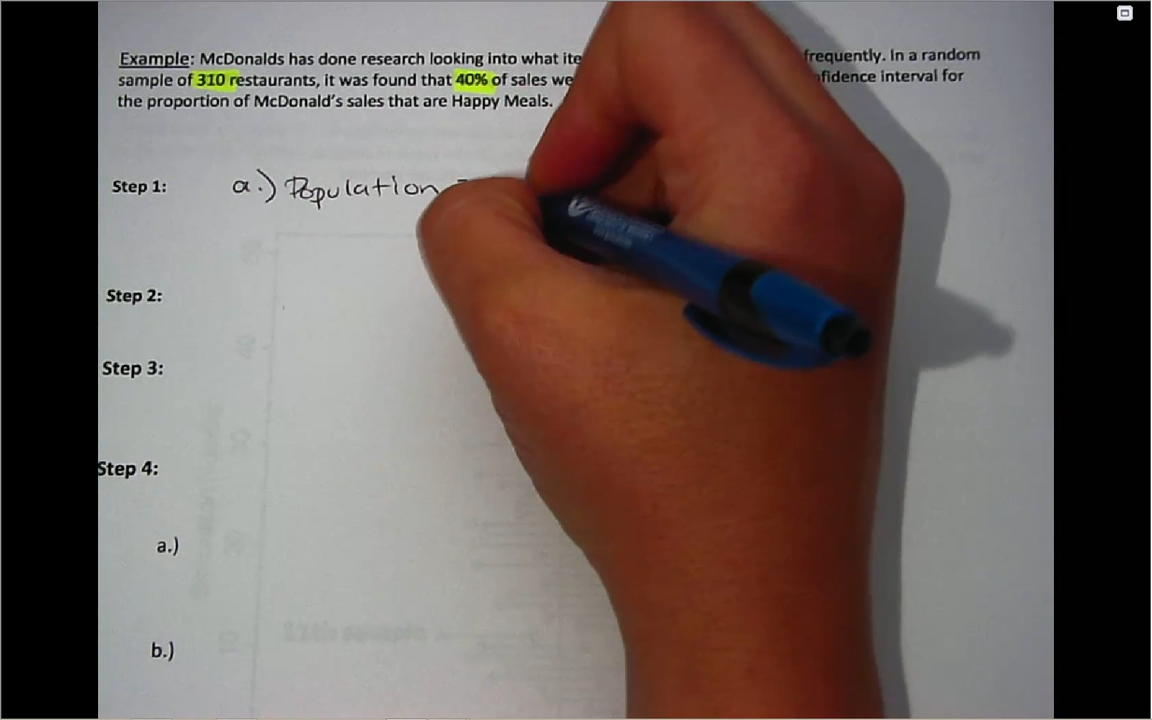 Example: McDonalds has done research looking into what ite frequently. In a random
sample of 310 restaurants, it was found that 40% of sales we nfidence interval for
the proportion of McDonald's sales that are Happy Meals.
Step 1: a.) Population
Step 2:
Step 3:
Step 4:
a.)
b.)